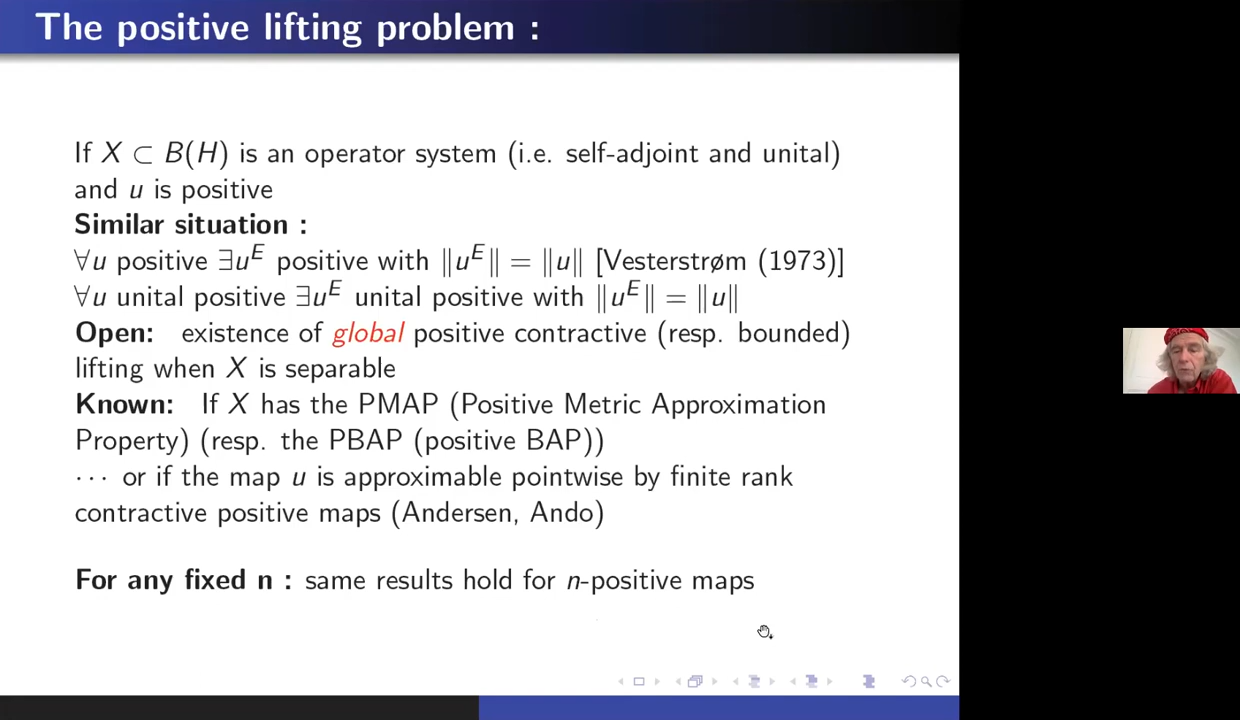 The positive lifting problem :
If X ⊂ B(H) is an operator system (i.e. self-adjoint and unital)
and u is positive
Similar situation :
∀u positive ∃u^E positive with ‖u^E‖ = ‖u‖ [Vesterstrøm (1973)]
∀u unital positive ∃u^E unital positive with ‖u^E‖ = ‖u‖
Open: existence of global positive contractive (resp. bounded)
lifting when X is separable
Known: If X has the PMAP (Positive Metric Approximation
Property) (resp. the PBAP (positive BAP))
··· or if the map u is approximable pointwise by finite rank
contractive positive maps (Andersen, Ando)
For any fixed n : same results hold for n-positive maps